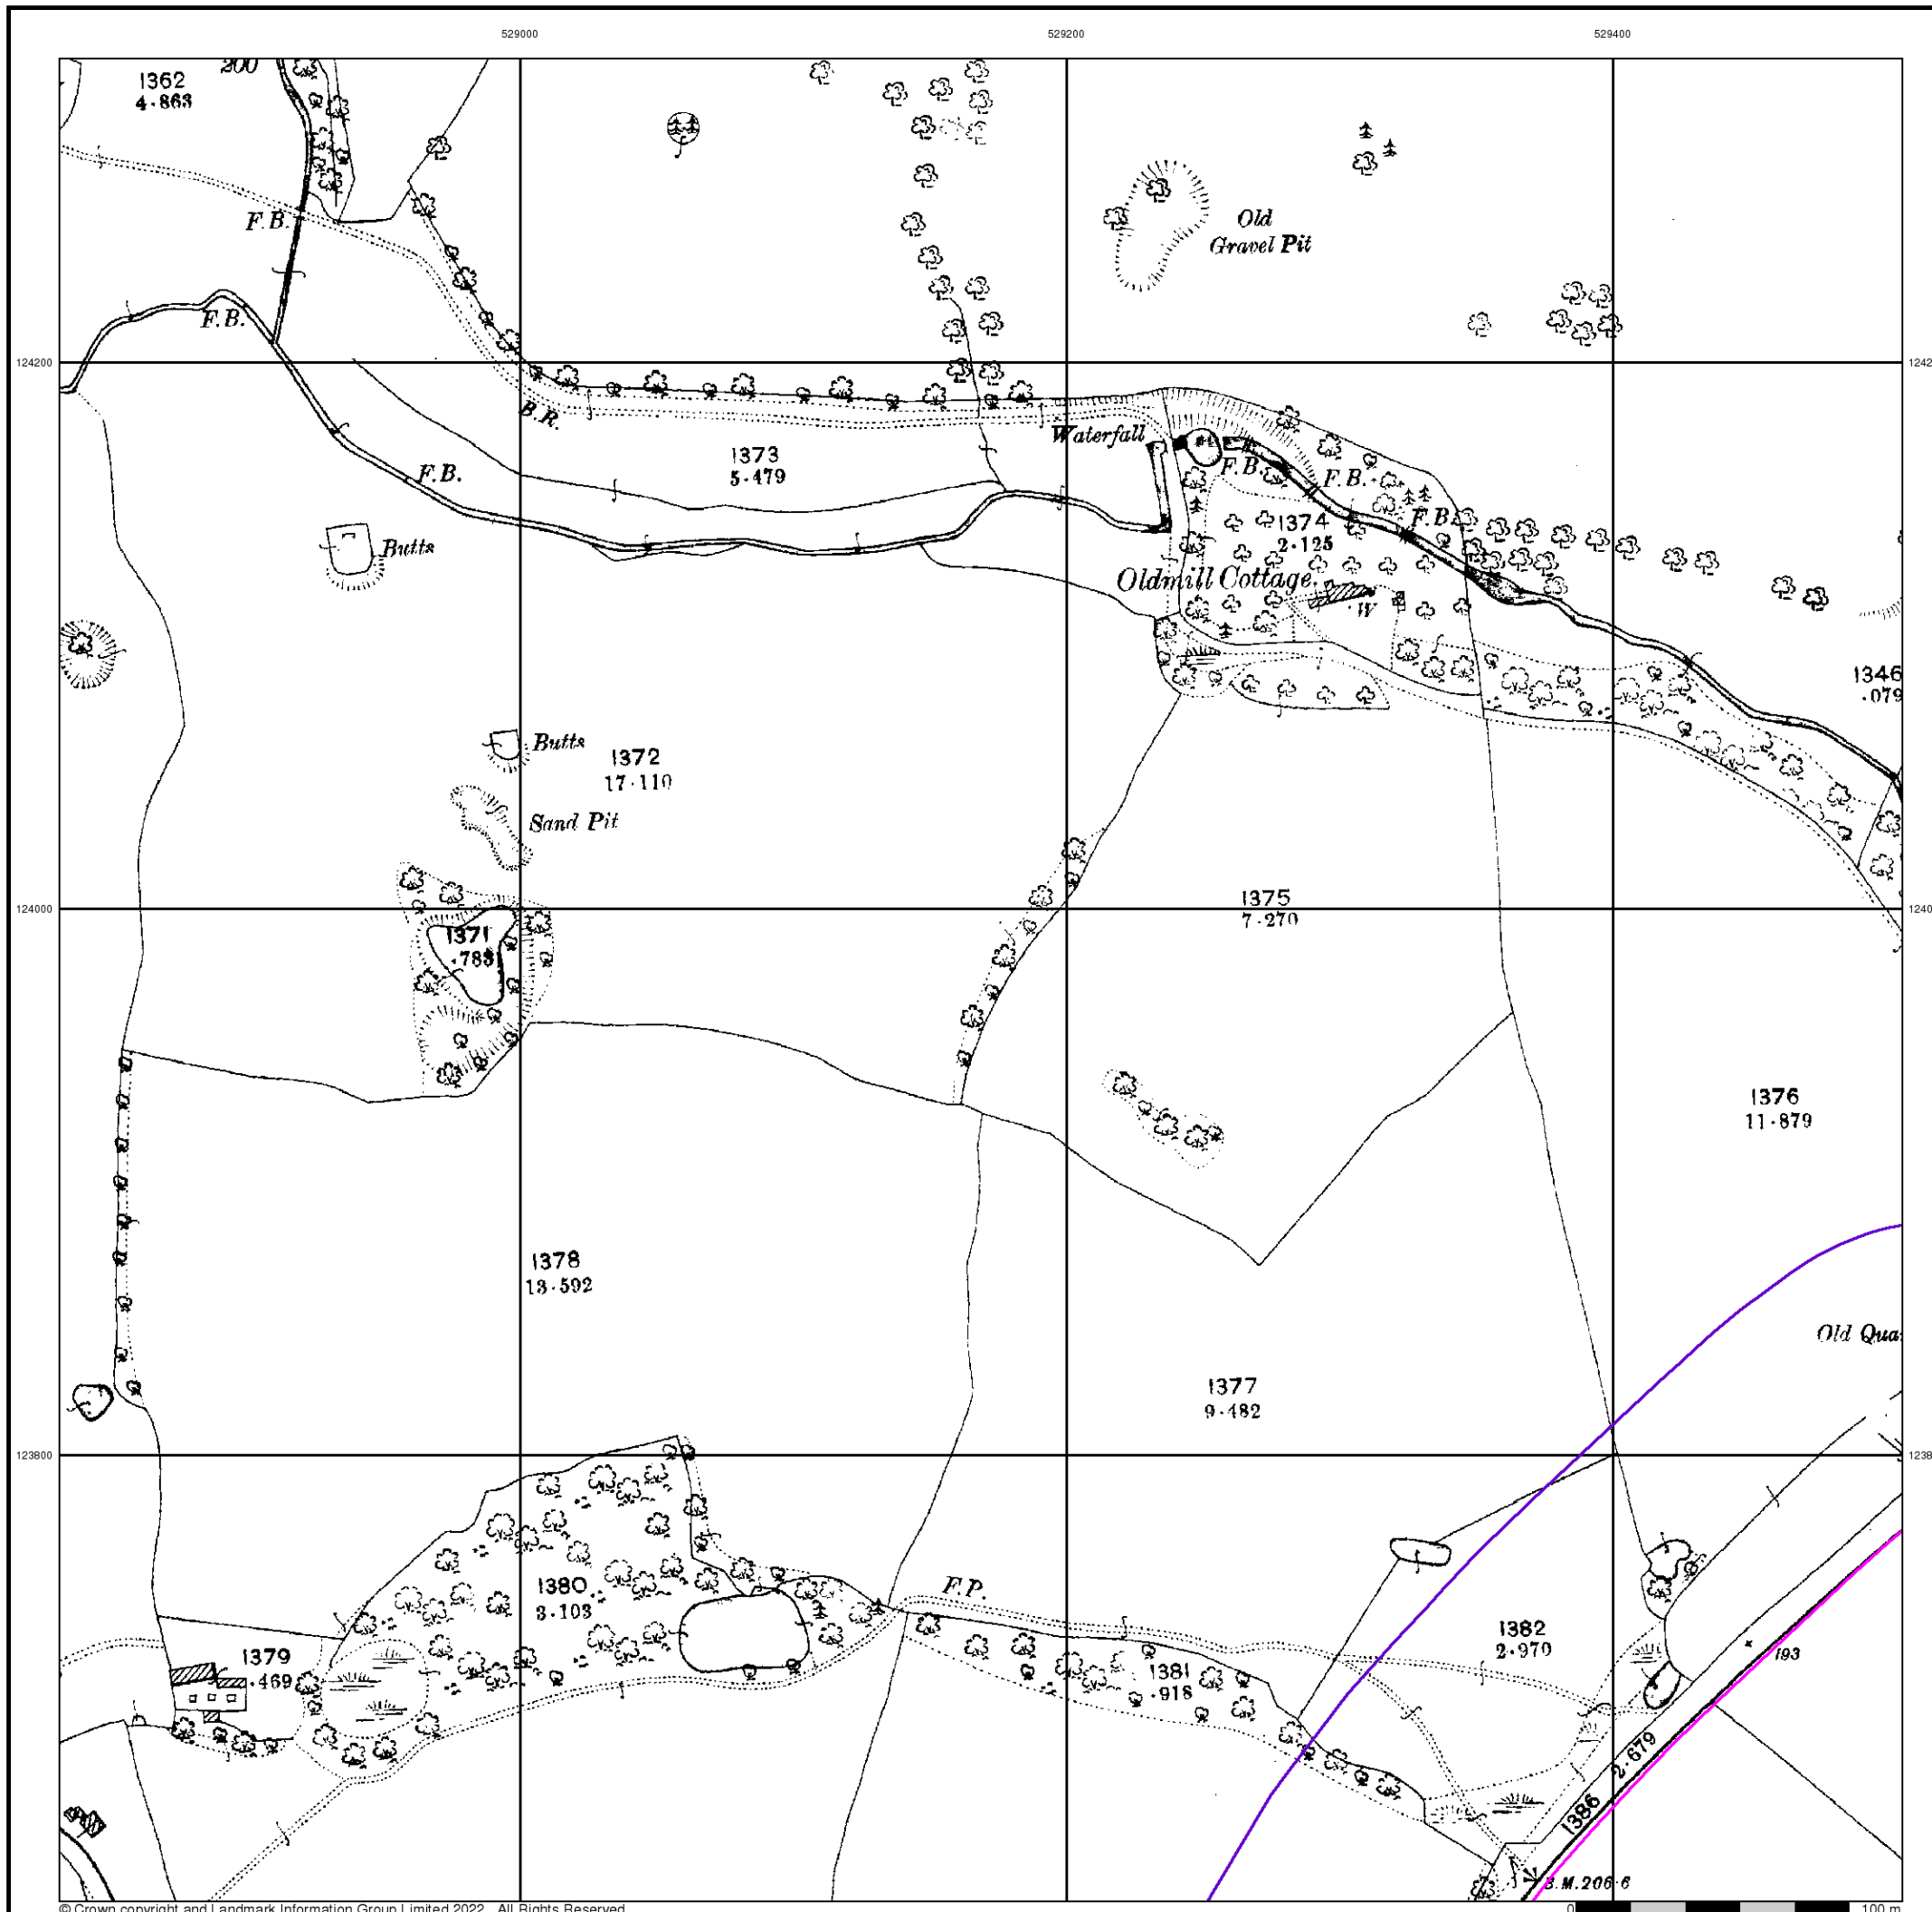 529000
529200
529400
200
1362
4·863
F.B.
Old
Gravel Pit
F.B.
124200
B.R.
Waterfall
1373
5·479
F.B.
F.B.
F.B.
F.B.
1374
2·125
Butts
Oldmill Cottage
W
1346
·079
Butts
1372
17·110
Sand Pit
124000
1375
7·270
1371
·783
1376
11·879
1378
13·592
Old Qua
1377
9·482
123800
1380
3·103
F.P.
1382
2·970
193
1379
·469
1381
·918
2·679
1386
B.M.206·6
© Crown copyright and Landmark Information Group Limited 2022. All Rights Reserved
0
100 m